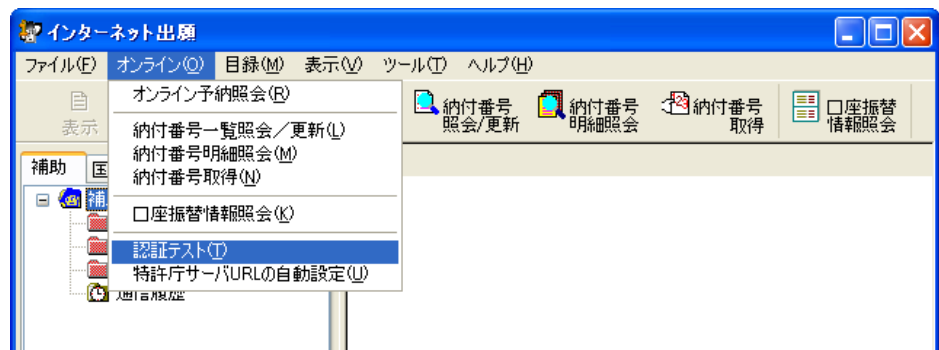 インターネット出願
ファイル(F) オンライン(O) 目録(M) 表示(V) ツール(T) ヘルプ(H)
表示
オンライン予納照会(R)
納付番号一覧照会／更新(L)
納付番号明細照会(M)
納付番号取得(N)
口座振替情報照会(K)
認証テスト(T)
特許庁サーバURLの自動設定(U)
納付番号
照会/更新
納付番号
明細照会
納付番号
取得
口座振替
情報照会
補助
通信履歴